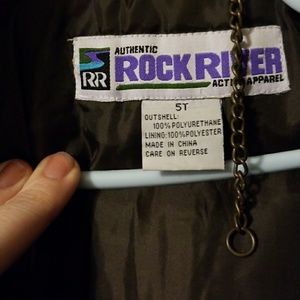 AUTHENTIC
ROCK RIVER
RR
ACTIVE APPAREL
5T
OUTSHELL:
100% POLYURETHANE
LINING: 100% POLYESTER
MADE IN CHINA
CARE ON REVERSE